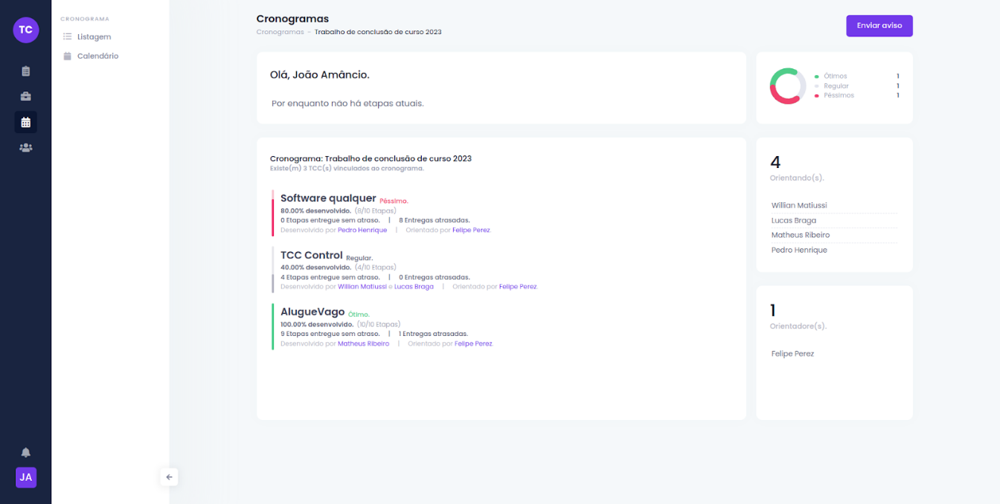 TC
CRONOGRAMA
Listagem
Calendário
JA
Cronogramas
Cronogramas - Trabalho de conclusão de curso 2023
Enviar aviso
Olá, João Amâncio.
Por enquanto não há etapas atuais.
Ótimos 1
Regular 1
Péssimos 1
Cronograma: Trabalho de conclusão de curso 2023
Existe(m) 3 TCC(s) vinculados ao cronograma.
Software qualquer Péssimo.
80.00% desenvolvido. (8/10 Etapas)
0 Etapas entregue sem atraso. | 8 Entregas atrasadas.
Desenvolvido por Pedro Henrique | Orientado por Felipe Perez.
TCC Control Regular.
40.00% desenvolvido. (4/10 Etapas)
4 Etapas entregue sem atraso. | 0 Entregas atrasadas.
Desenvolvido por Willian Matiussi e Lucas Braga | Orientado por Felipe Perez.
AlugueVago Ótimo.
100.00% desenvolvido. (10/10 Etapas)
9 Etapas entregue sem atraso. | 1 Entregas atrasadas.
Desenvolvido por Matheus Ribeiro | Orientado por Felipe Perez.
4
Orientando(s).
Willian Matiussi
Lucas Braga
Matheus Ribeiro
Pedro Henrique
1
Orientadore(s).
Felipe Perez